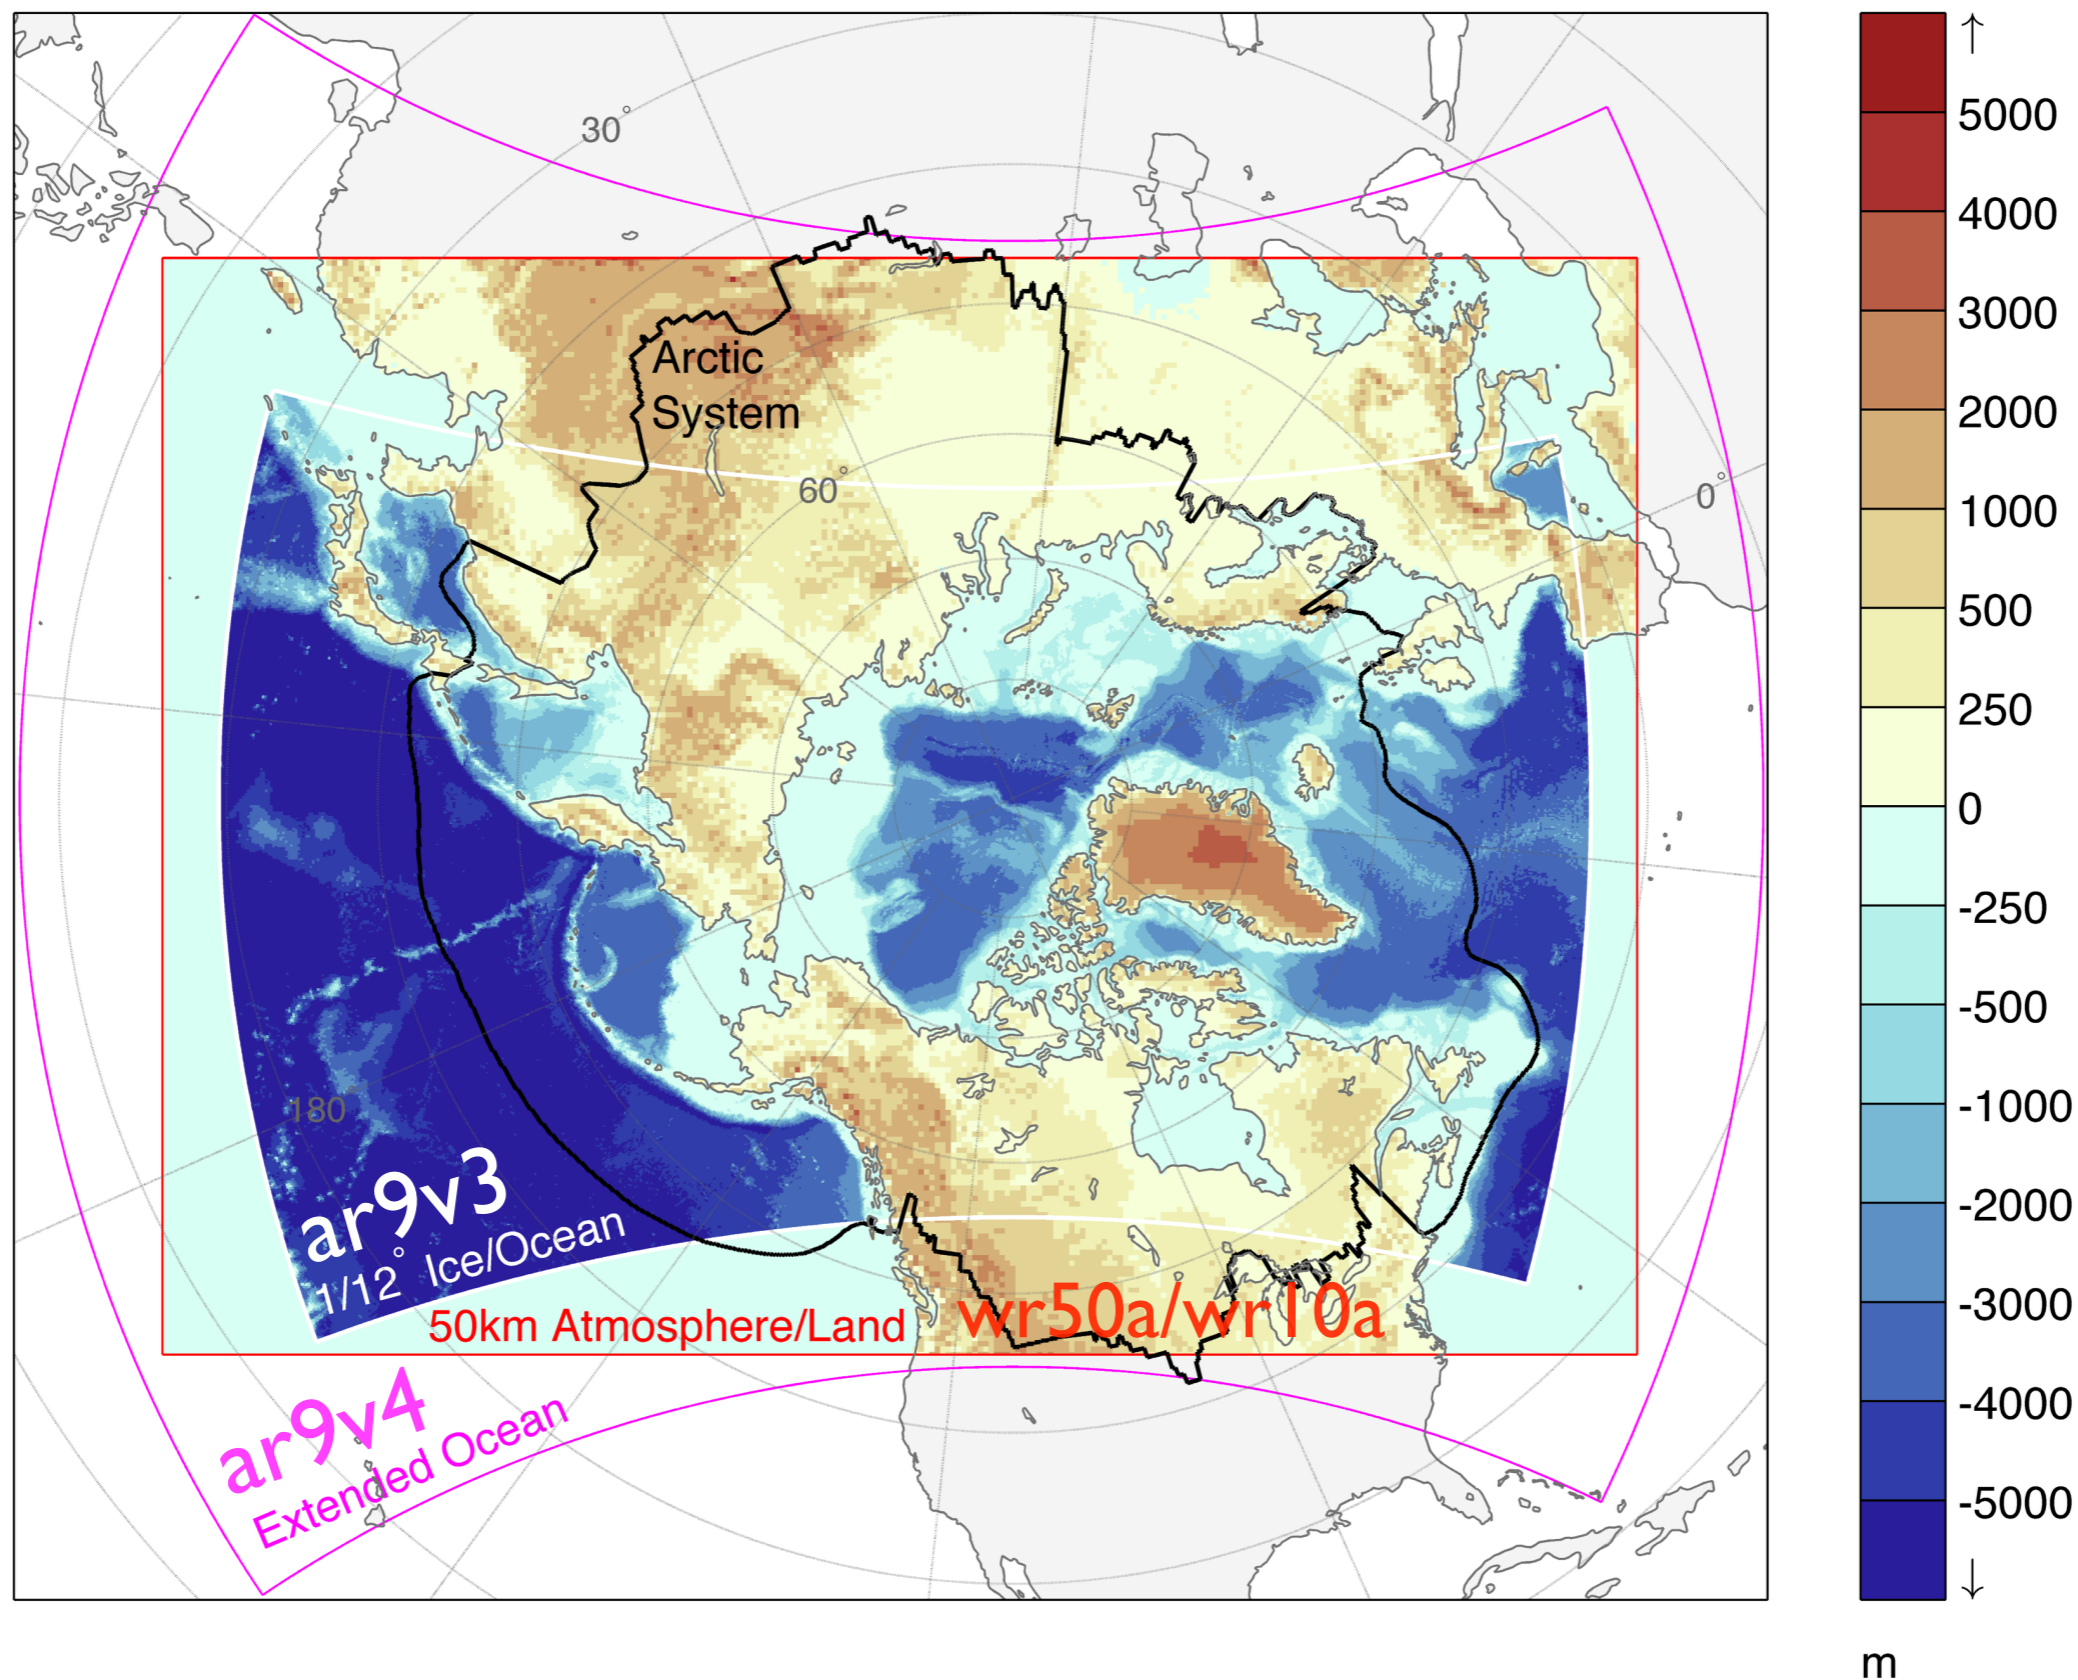 30°
Arctic
System
60°
0°
180°
ar9v3
1/12° Ice/Ocean
50km Atmosphere/Land
wr50a/wr10a
ar9v4
Extended Ocean
↑
5000
4000
3000
2000
1000
500
250
0
-250
-500
-1000
-2000
-3000
-4000
-5000
↓
m